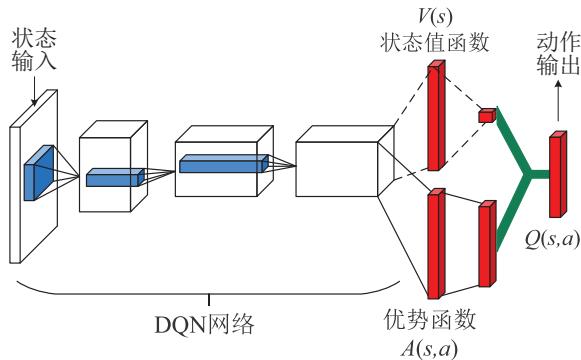 状态
输入
V(s)
状态值函数
动作
输出
Q(s,a)
DQN网络
优势函数
A(s,a)